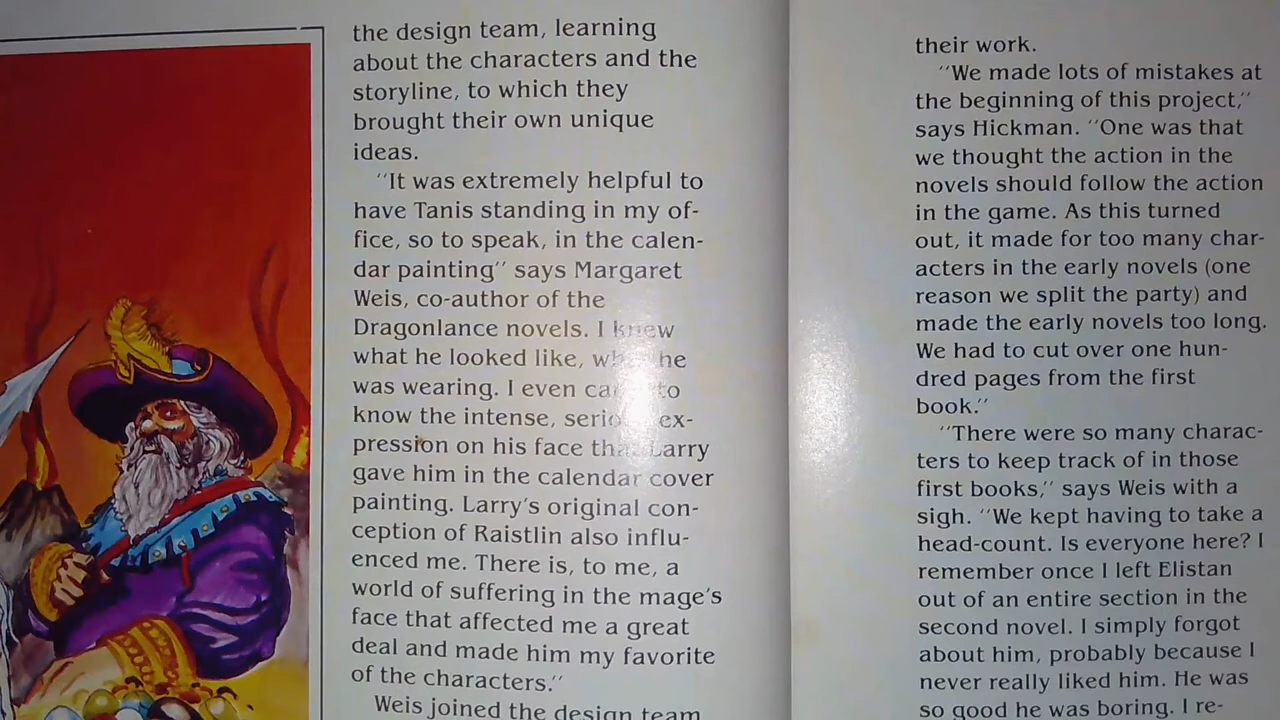 the design team, learning
about the characters and the
storyline, to which they
brought their own unique
ideas.
"It was extremely helpful to
have Tanis standing in my of-
fice, so to speak, in the calen-
dar painting" says Margaret
Weis, co-author of the
Dragonlance novels. I knew
what he looked like, he
was wearing. I even to
know the intense, serious ex-
pression on his face that Larry
gave him in the calendar cover
painting. Larry's original con-
ception of Raistlin also influ-
enced me. There is, to me, a
world of suffering in the mage's
face that affected me a great
deal and made him my favorite
of the characters."
Weis joined the design team
their work.
"We made lots of mistakes at
the beginning of this project,"
says Hickman. "One was that
we thought the action in the
novels should follow the action
in the game. As this turned
out, it made for too many char-
acters in the early novels (one
reason we split the party) and
made the early novels too long.
We had to cut over one hun-
dred pages from the first
book."
"There were so many charac-
ters to keep track of in those
first books," says Weis with a
sigh. "We kept having to take a
head-count. Is everyone here? I
remember once I left Elistan
out of an entire section in the
second novel. I simply forgot
about him, probably because I
never really liked him. He was
so good he was boring. I re-